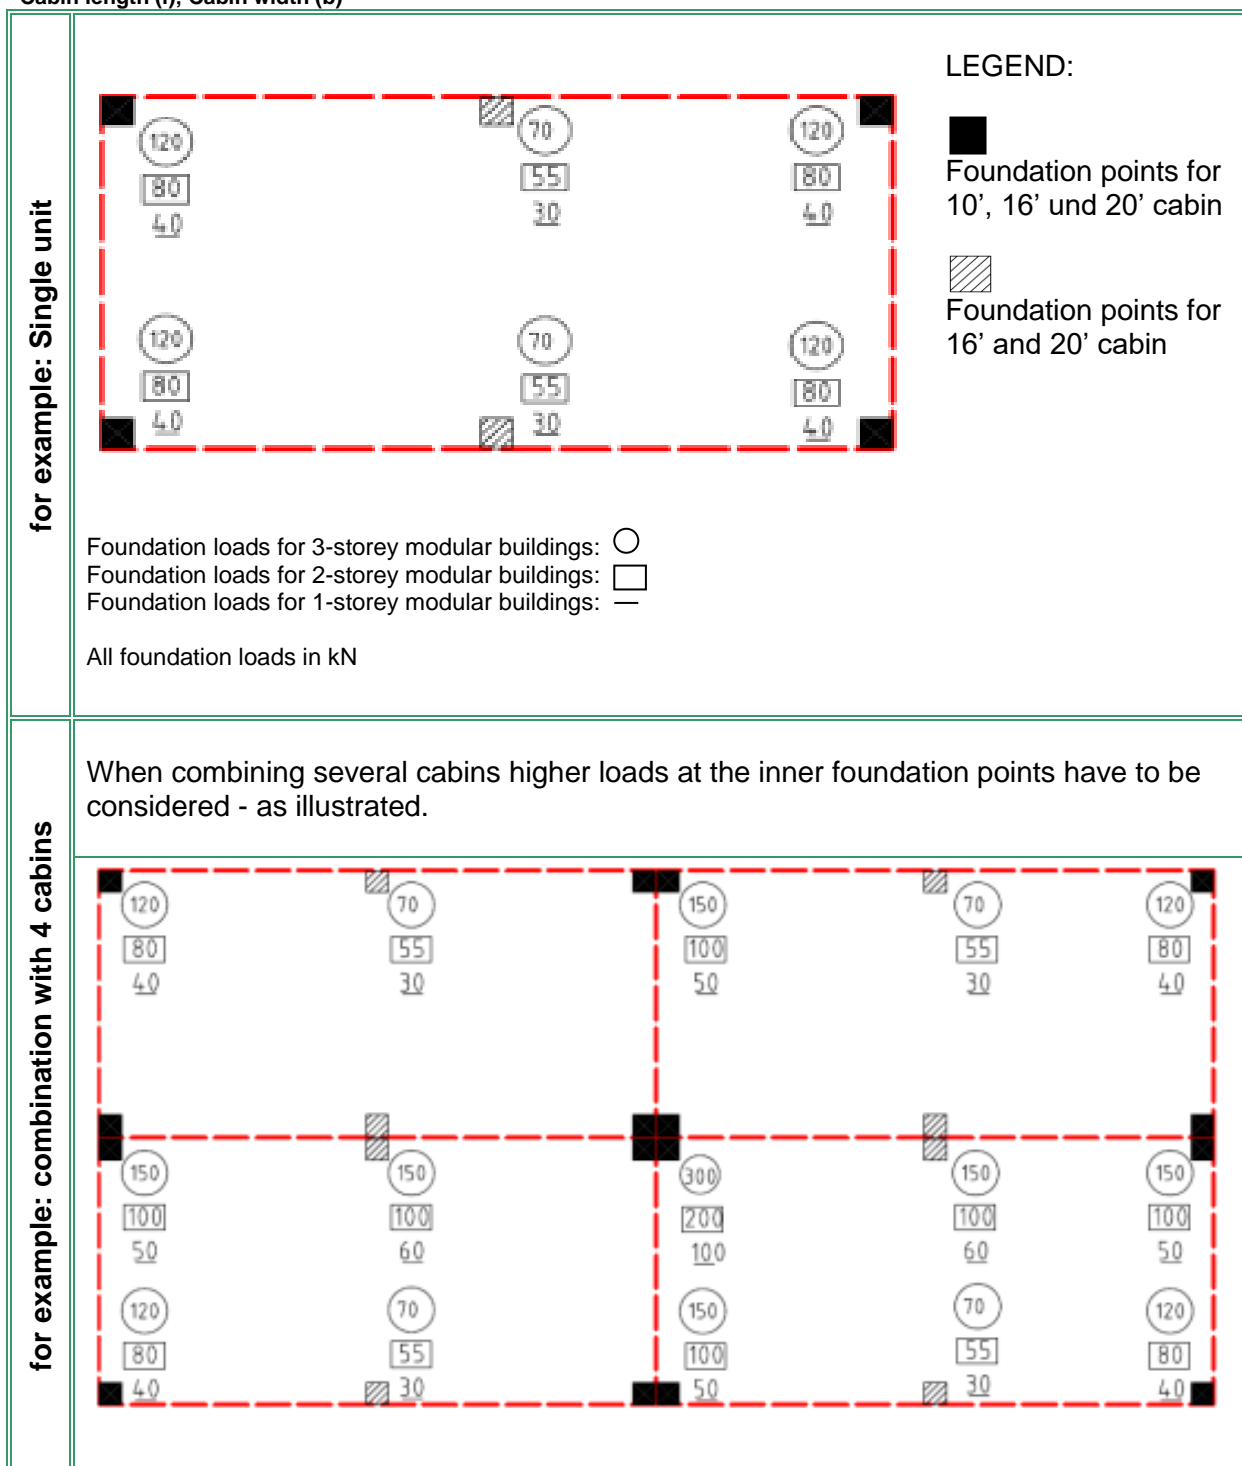 Cabin length (l), Cabin width (b)
for example: Single unit
120 70 120
80 55 80
40 30 40
120 70 120
80 55 80
40 30 40
LEGEND:
Foundation points for
10’, 16’ und 20’ cabin
Foundation points for
16’ and 20’ cabin
Foundation loads for 3-storey modular buildings:
Foundation loads for 2-storey modular buildings:
Foundation loads for 1-storey modular buildings:
All foundation loads in kN
for example: combination with 4 cabins
When combining several cabins higher loads at the inner foundation points have to be
considered - as illustrated.
120 70 150 70 120
80 55 100 55 80
40 30 50 30 40
150 150 300 150 150
100 100 200 100 100
50 60 100 60 50
120 70 150 70 120
80 55 100 55 80
40 30 50 30 40